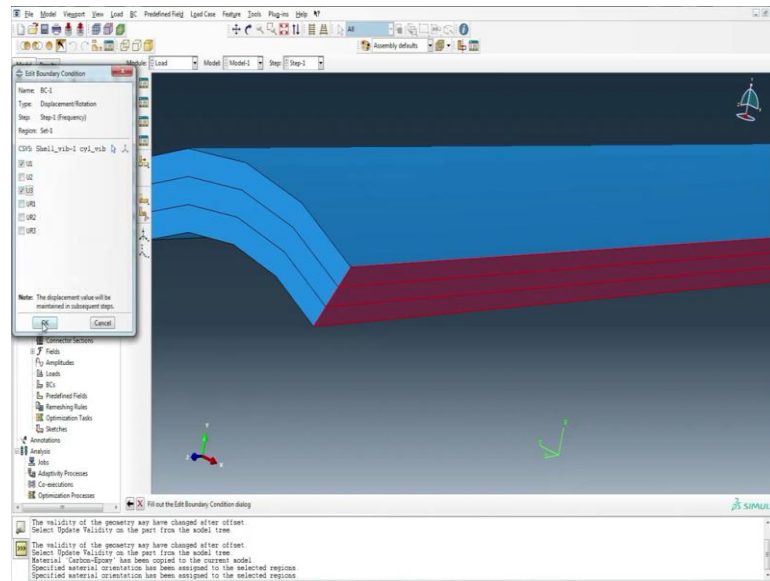 File Model Viewport View Load BC Predefined Field Load Case Feature Tools Plug-ins Help
All
Assembly defaults
Module: Load Model: Model-1 Step: Step-1
Edit Boundary Condition
Name: BC-1
Type: Displacement/Rotation
Step: Step-1 (Frequency)
Region: Set-1
CSYS: Shell_vib-1 cyl_vib
U1
U2
U3
UR1
UR2
UR3
Note: The displacement value will be
maintained in subsequent steps.
OK Cancel
Connector Sections
Fields
Amplitudes
Loads
BCs
Predefined Fields
Remeshing Rules
Optimization Tasks
Sketches
Annotations
Analysis
Jobs
Adaptivity Processes
Co-executions
Optimization Processes
Fill out the Edit Boundary Condition dialog
SIMUL
The validity of the geometry may have changed after offset.
Select Update Validity on the part from the model tree
The validity of the geometry may have changed after offset.
Select Update Validity on the part from the model tree
Material 'Carbon-Epoxy' has been copied to the current model.
Specified material orientation has been assigned to the selected regions.
Specified material orientation has been assigned to the selected regions.